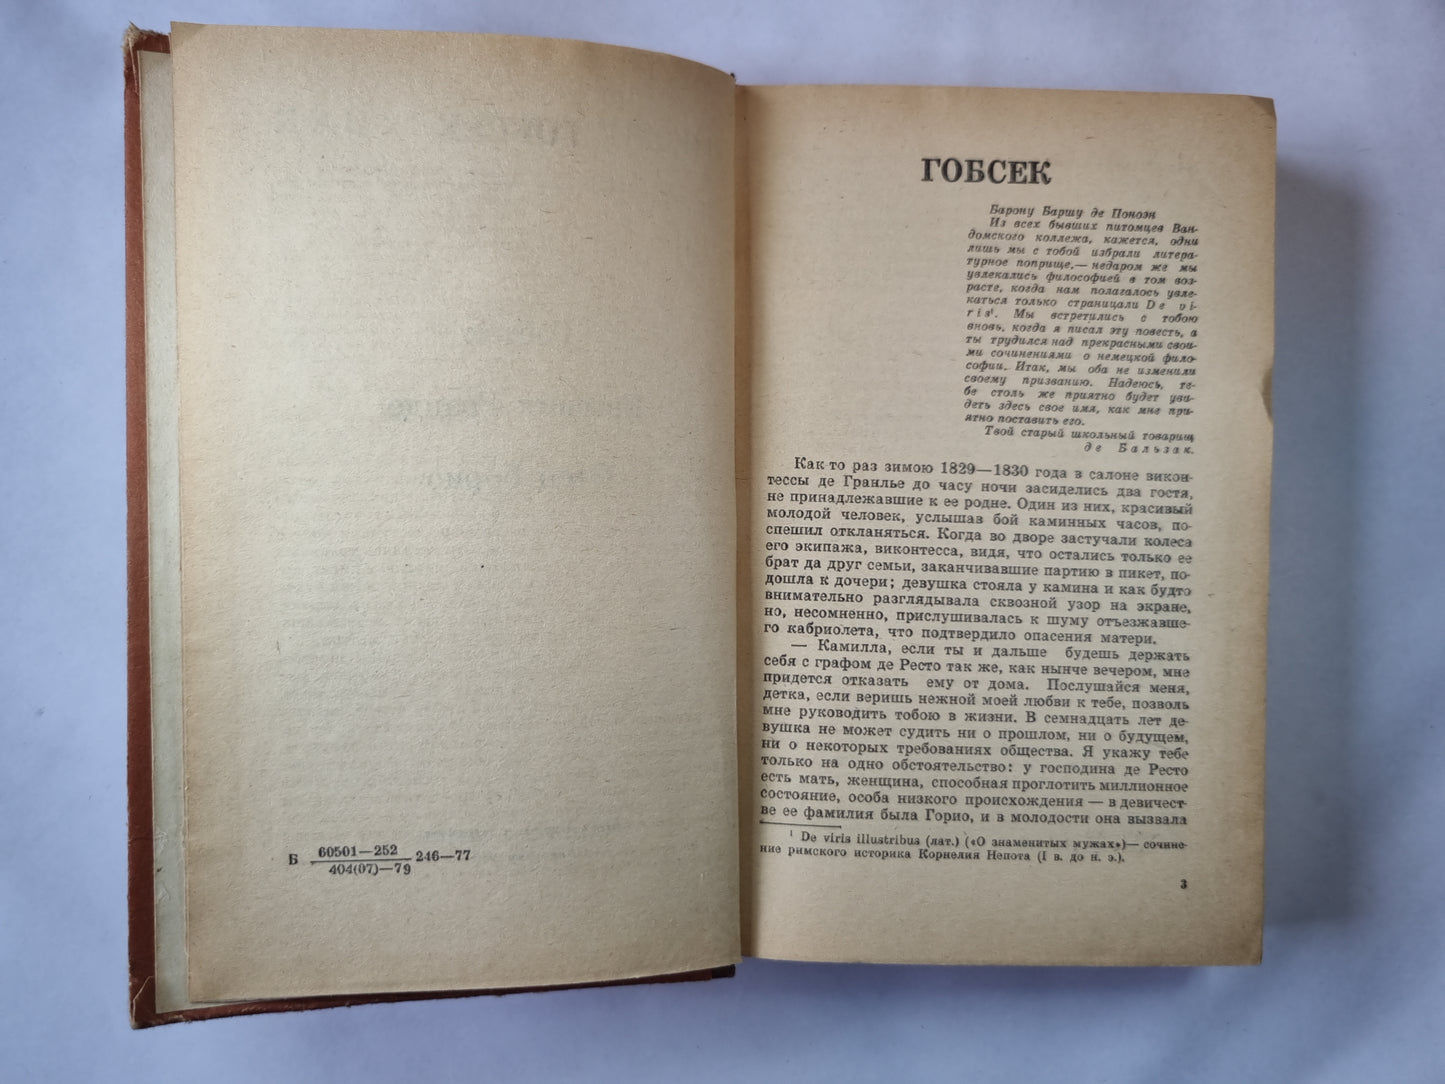 Б 60501—252 246—77
404(07)—79
ГОБСЕК
Барону Баршу де Поноэн
Из всех бывших питомцев Ван-
домского коллежа, кажется, одни
лишь мы с тобой избрали литера-
турное поприще,— недаром же мы
увлекались философией в том воз-
расте, когда нам полагалось увле-
каться только страницами De vi-
ris¹. Мы встретились с тобою
вновь, когда я писал эту повесть, а
ты трудился над прекрасными свои-
ми сочинениями о немецкой фило-
софии. Итак, мы оба не изменили
своему призванию. Надеюсь, те-
бе столь же приятно будет уви-
деть здесь свое имя, как мне при-
ятно поставить его.
Твой старый школьный товарищ
де Бальзак.
Как-то раз зимою 1829—1830 года в салоне викон-
тессы де Гранлье до часу ночи засиделись два гостя,
не принадлежавшие к ее родне. Один из них, красивый
молодой человек, услышав бой каминных часов, по-
спешил откланяться. Когда во дворе застучали колеса
его экипажа, виконтесса, видя, что остались только ее
брат да друг семьи, заканчивавшие партию в пикет, по-
дошла к дочери; девушка стояла у камина и как будто
внимательно разглядывала сквозной узор на экране,
но, несомненно, прислушивалась к шуму отъезжавше-
го кабриолета, что подтвердило опасения матери.
— Камилла, если ты и дальше будешь держать
себя с графом де Ресто так же, как нынче вечером, мне
придется отказать ему от дома. Послушайся меня,
детка, если веришь нежной моей любви к тебе, позволь
мне руководить тобою в жизни. В семнадцать лет де-
вушка не может судить ни о прошлом, ни о будущем,
ни о некоторых требованиях общества. Я укажу тебе
только на одно обстоятельство: у господина де Ресто
есть мать, женщина, способная проглотить миллионное
состояние, особа низкого происхождения — в девичест-
ве ее фамилия была Горио, и в молодости она вызвала
¹ De viris illustribus (лат.) («О знаменитых мужах»)— сочине-
ние римского историка Корнелия Непота (I в. до н. э.).
3